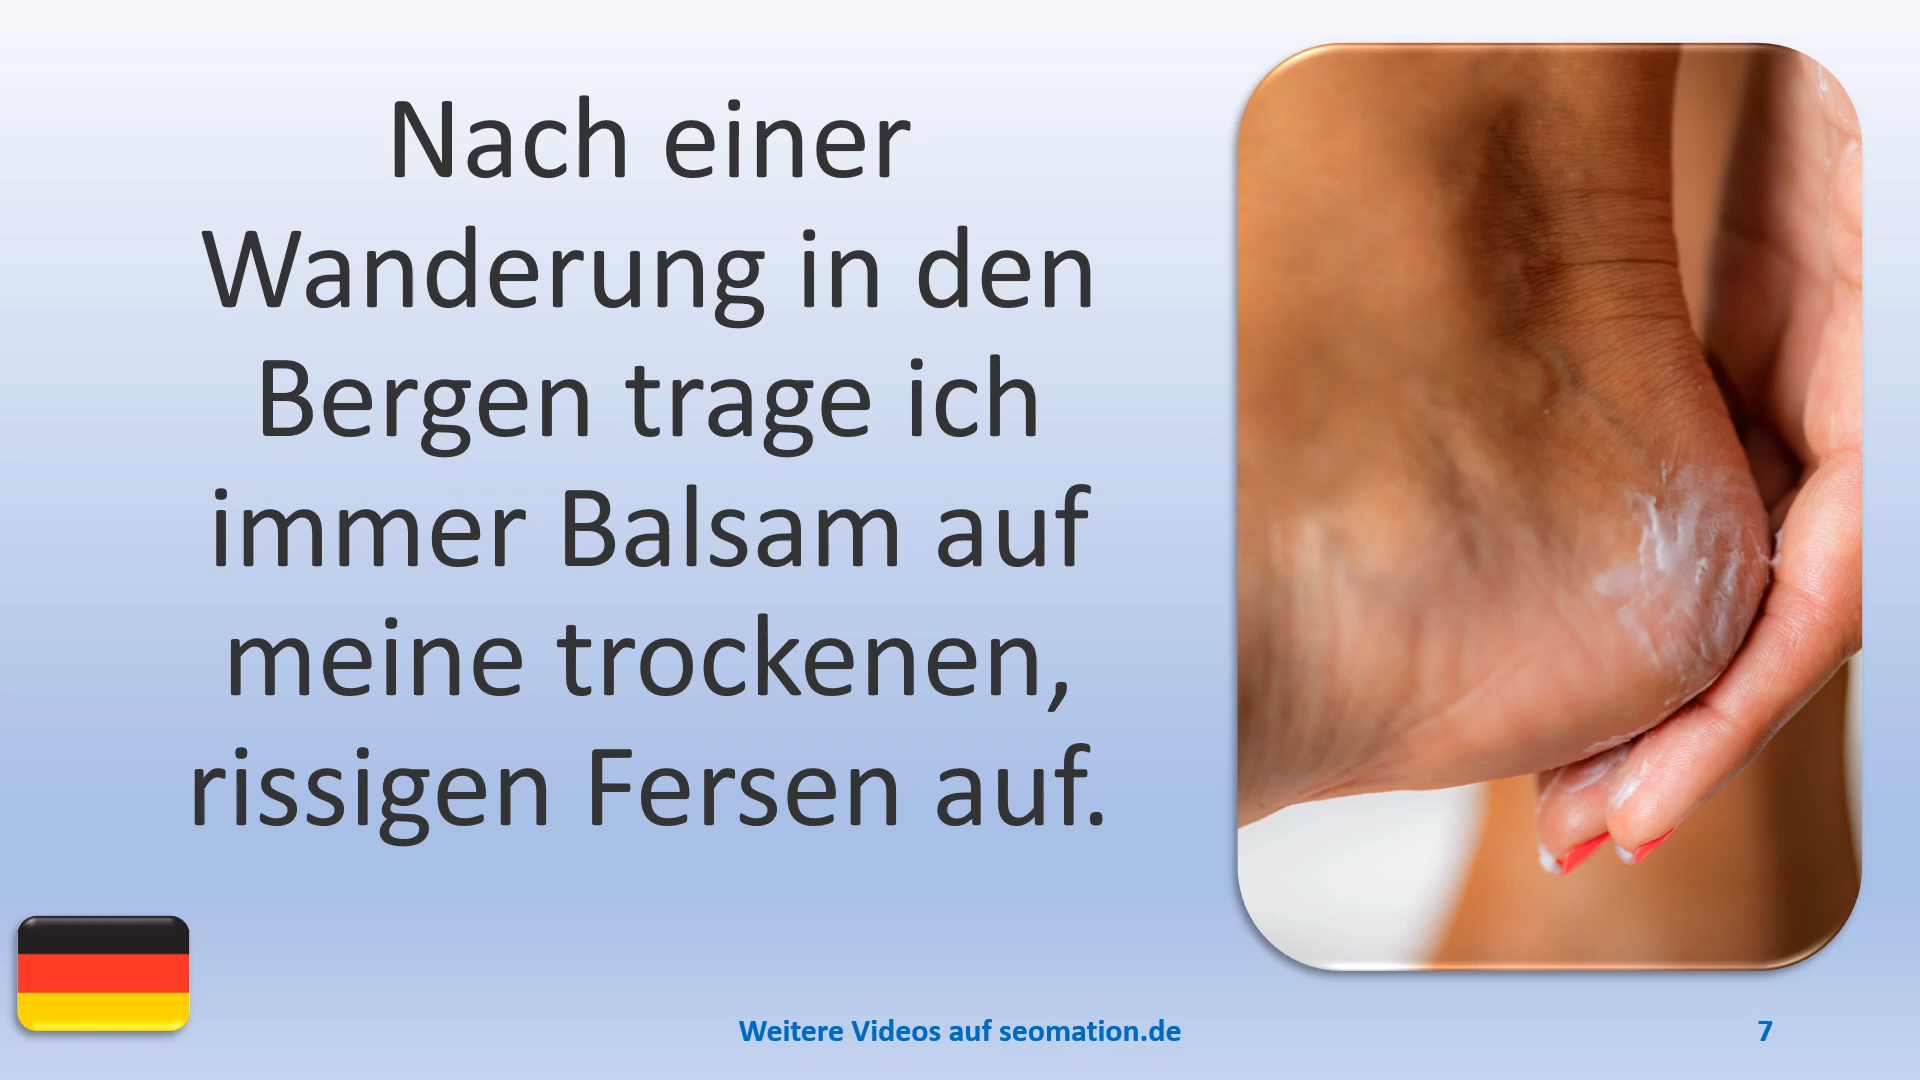 Nach einer
Wanderung in den
Bergen trage ich
immer Balsam auf
meine trockenen,
rissigen Fersen auf.
Weitere Videos auf seomation.de
7